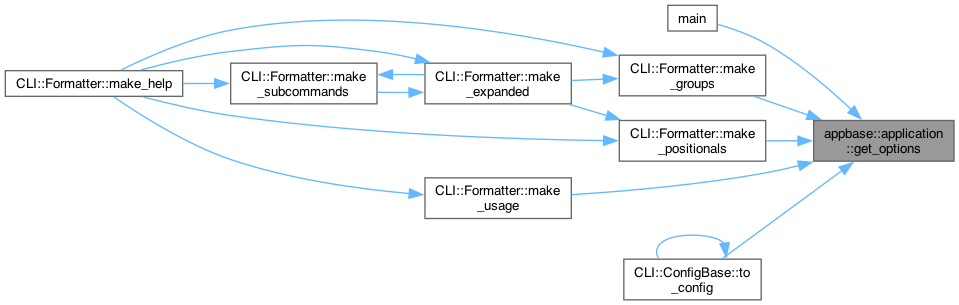 main
CLI::Formatter::make
_groups
CLI::Formatter::make_help
CLI::Formatter::make
_subcommands
CLI::Formatter::make
_expanded
appbase::application
::get_options
CLI::Formatter::make
_positionals
CLI::Formatter::make
_usage
CLI::ConfigBase::to
_config